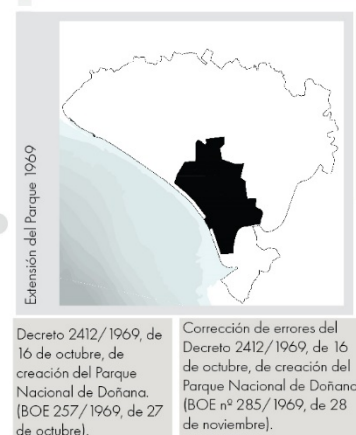 Extensión del Parque 1969
Decreto 2412/1969, de
16 de octubre, de
creación del Parque
Nacional de Doñana.
(BOE 257/1969, de 27
de octubre).
Corrección de errores del
Decreto 2412/1969, de 16
de octubre, de creación del
Parque Nacional de Doñana
(BOE nº 285/1969, de 28
de noviembre).